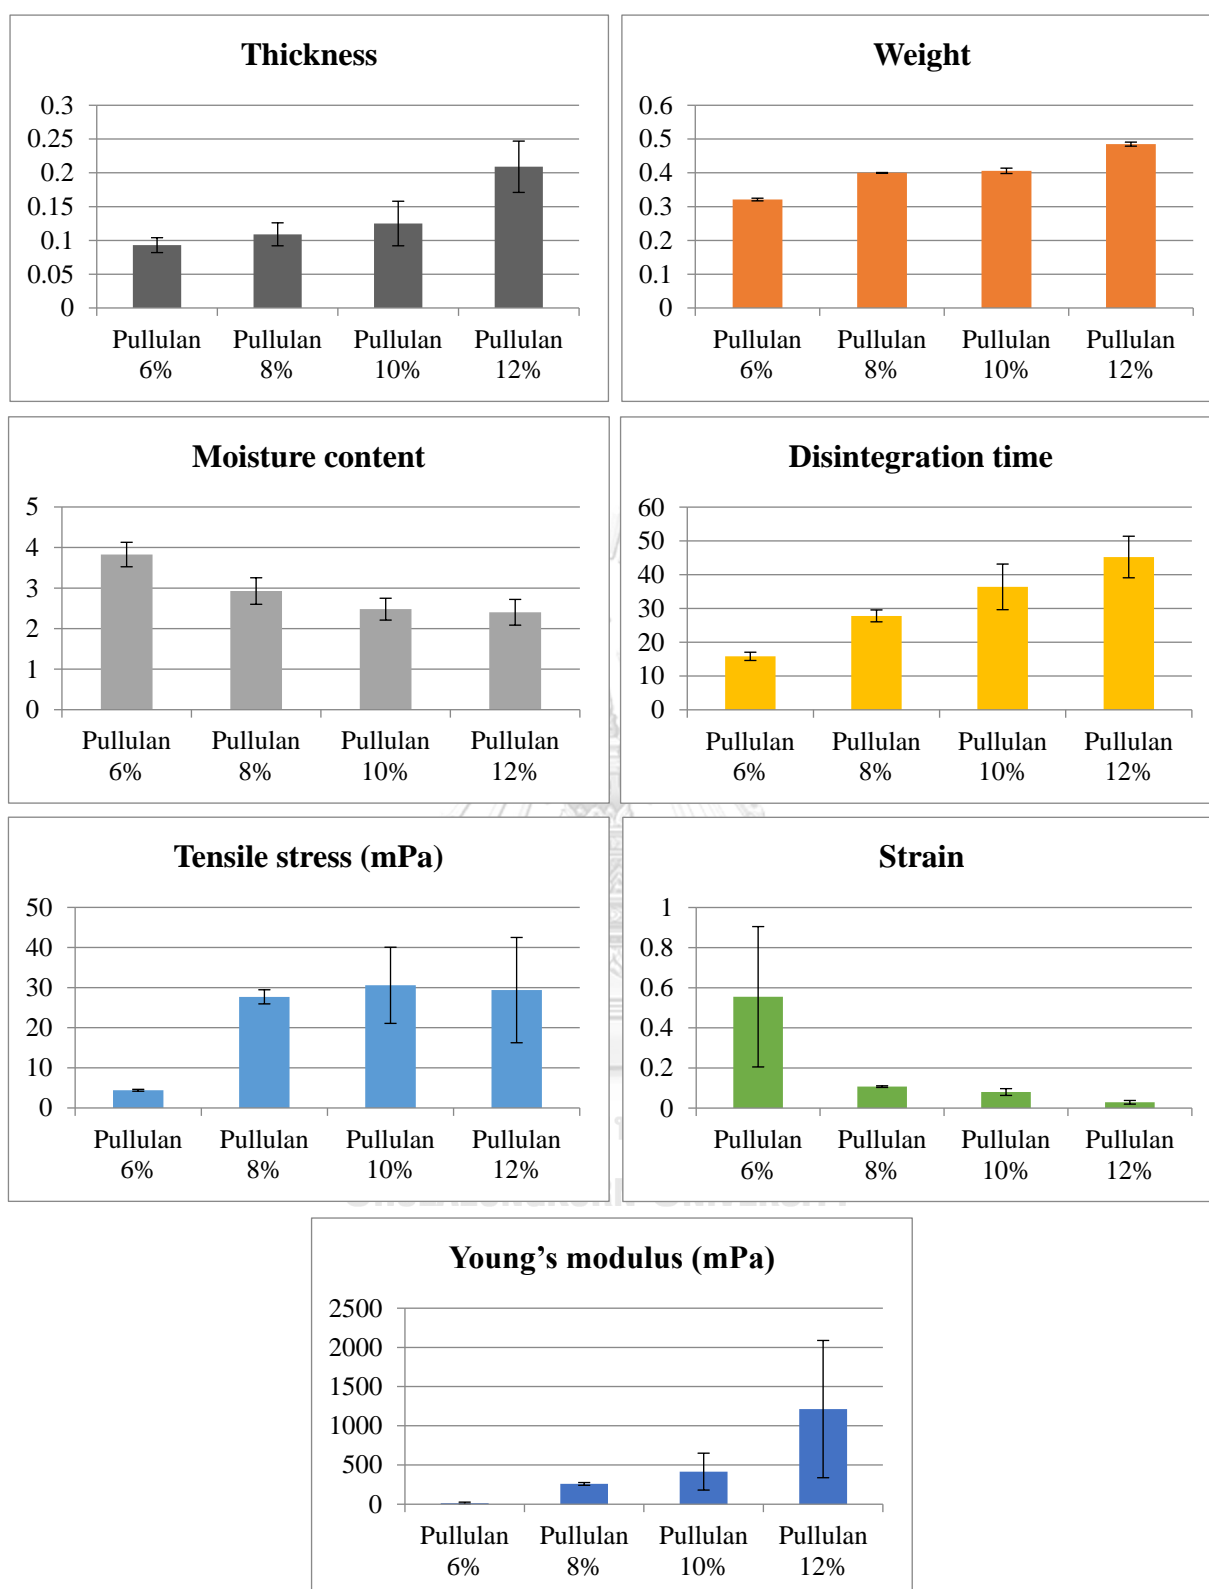 Thickness
0.3
0.25
0.2
0.15
0.1
0.05
0
Pullulan Pullulan Pullulan Pullulan
6% 8% 10% 12%
Weight
0.6
0.5
0.4
0.3
0.2
0.1
0
Pullulan Pullulan Pullulan Pullulan
6% 8% 10% 12%
Moisture content
5
4
3
2
1
0
Pullulan Pullulan Pullulan Pullulan
6% 8% 10% 12%
Disintegration time
60
50
40
30
20
10
0
Pullulan Pullulan Pullulan Pullulan
6% 8% 10% 12%
Tensile stress (mPa)
50
40
30
20
10
0
Pullulan Pullulan Pullulan Pullulan
6% 8% 10% 12%
Strain
1
0.8
0.6
0.4
0.2
0
Pullulan Pullulan Pullulan Pullulan
6% 8% 10% 12%
CHULALONGKORN UNIVERSITY
Young’s modulus (mPa)
2500
2000
1500
1000
500
0
Pullulan Pullulan Pullulan Pullulan
6% 8% 10% 12%